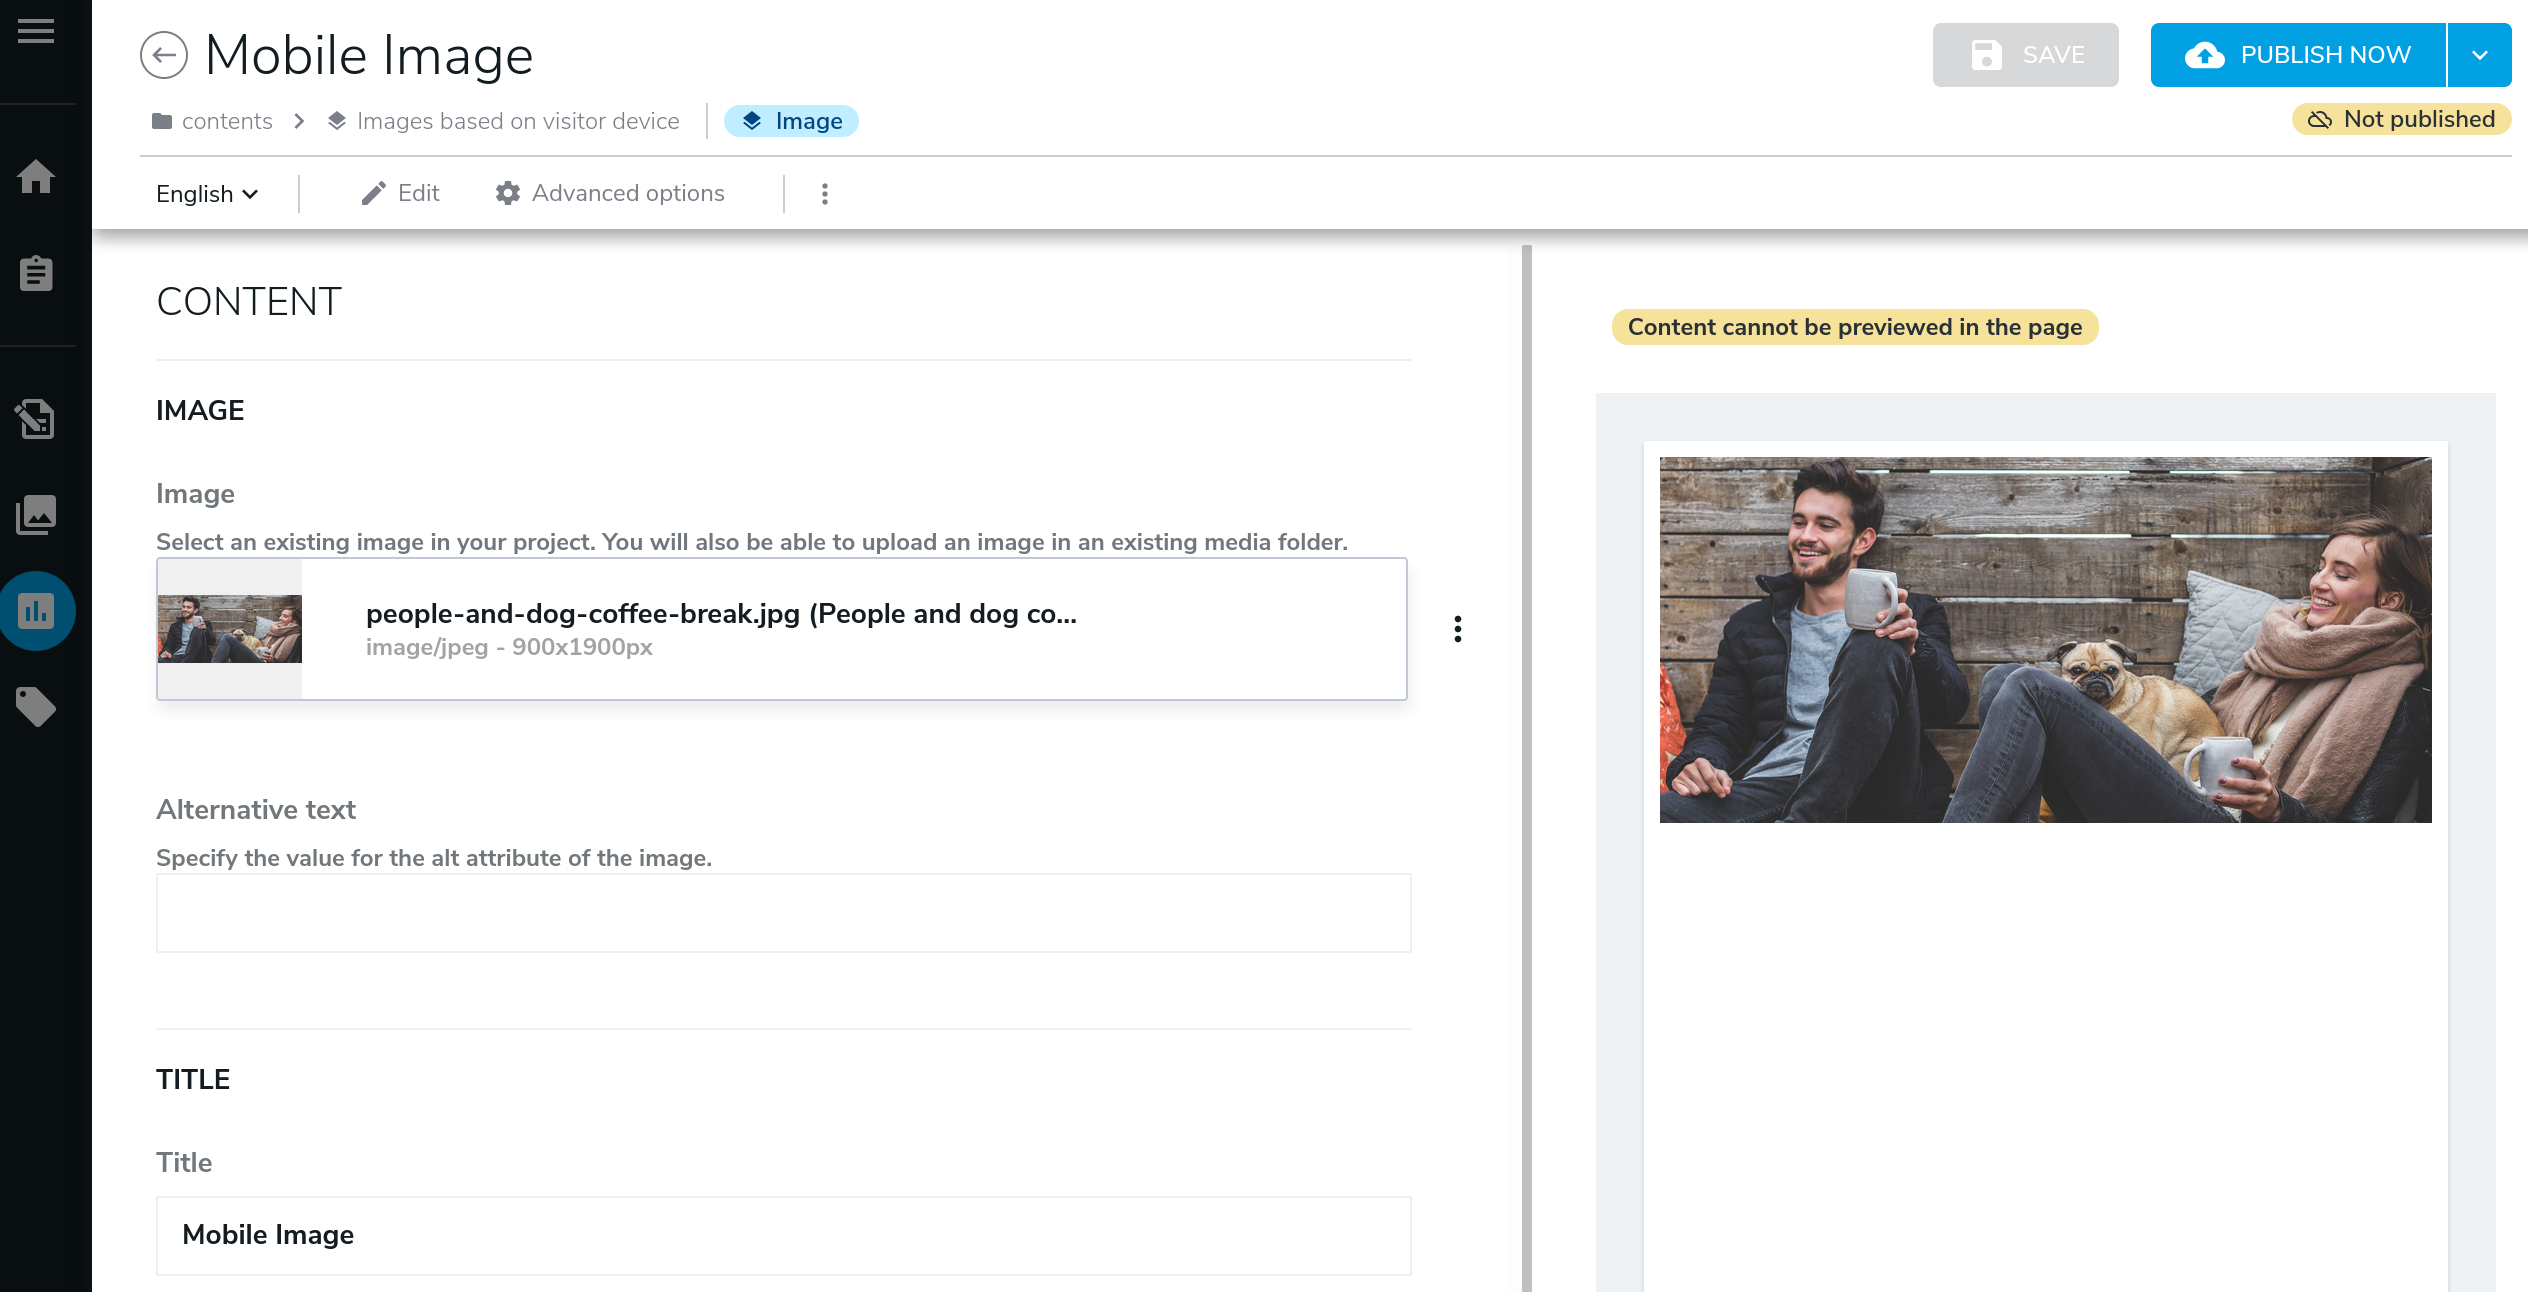 Mobile Image
SAVE
PUBLISH NOW
contents
Images based on visitor device
Image
Not published
English
Edit
Advanced options
CONTENT
Content cannot be previewed in the page
IMAGE
Image
Select an existing image in your project. You will also be able to upload an image in an existing media folder.
people-and-dog-coffee-break.jpg (People and dog co...
image/jpeg - 900x1900px
Alternative text
Specify the value for the alt attribute of the image.
TITLE
Title
Mobile Image